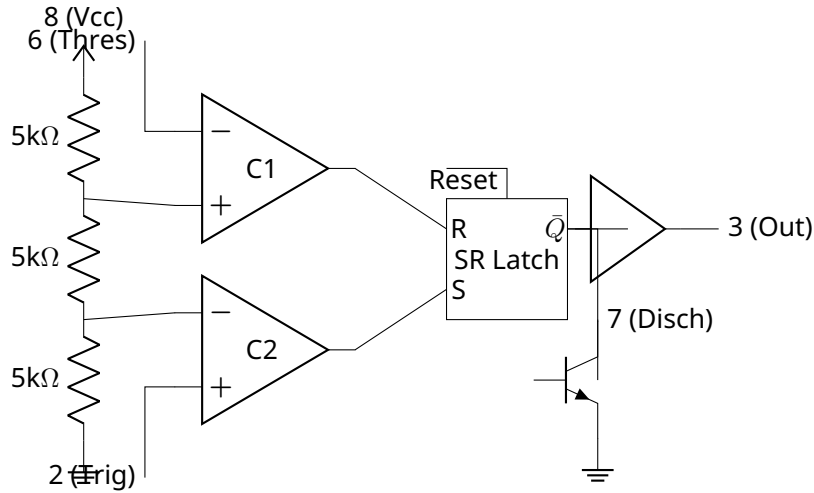 8 (Vcc)
6 (Thres)
5kΩ
−
C1
+
Reset
R
Q̄
3 (Out)
5kΩ
SR Latch
S
−
7 (Disch)
C2
5kΩ
+
2 (Trig)